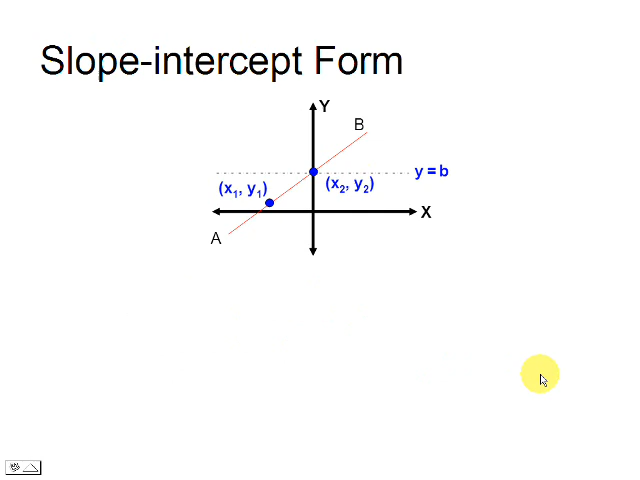 Slope-intercept Form
Y
B
y = b
(x₁, y₁)
(x₂, y₂)
X
A